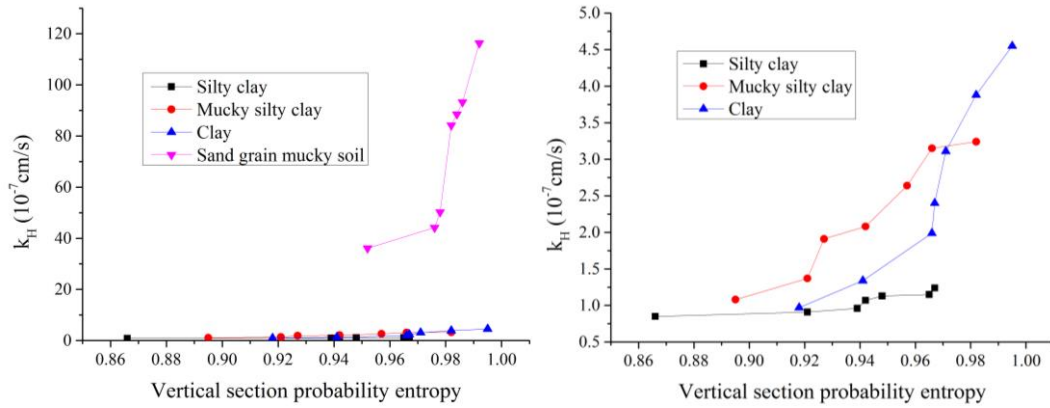 120
100
80
60
40
20
0
k_H (10^-7cm/s)
Silty clay
Mucky silty clay
Clay
Sand grain mucky soil
0.86 0.88 0.90 0.92 0.94 0.96 0.98 1.00
Vertical section probability entropy
4.5
4.0
3.5
3.0
2.5
2.0
1.5
1.0
0.5
k_H (10^-7cm/s)
Silty clay
Mucky silty clay
Clay
0.86 0.88 0.90 0.92 0.94 0.96 0.98 1.00
Vertical section probability entropy